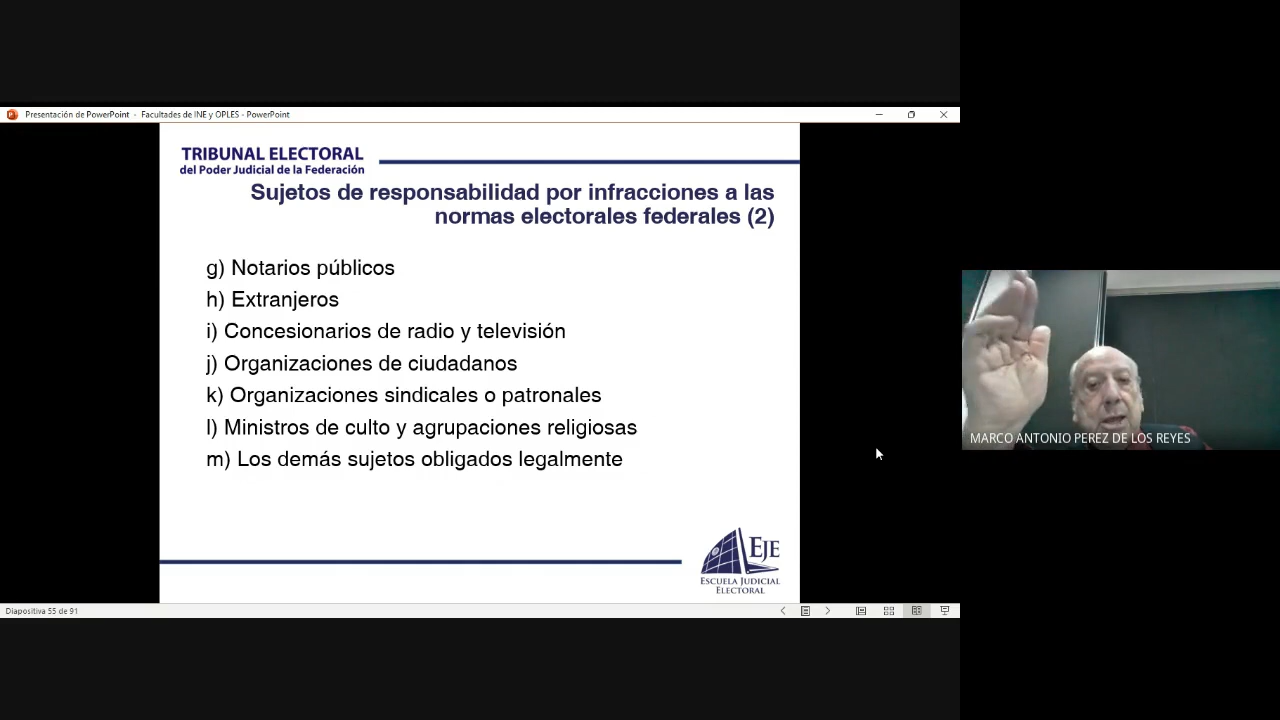 Presentación de PowerPoint - Facultades de INE y OPLES - PowerPoint
TRIBUNAL ELECTORAL
del Poder Judicial de la Federación
Sujetos de responsabilidad por infracciones a las
normas electorales federales (2)
g) Notarios públicos
h) Extranjeros
i) Concesionarios de radio y televisión
j) Organizaciones de ciudadanos
k) Organizaciones sindicales o patronales
l) Ministros de culto y agrupaciones religiosas
m) Los demás sujetos obligados legalmente
MARCO ANTONIO PEREZ DE LOS REYES
EJE
ESCUELA JUDICIAL
ELECTORAL
Diapositiva 55 de 91